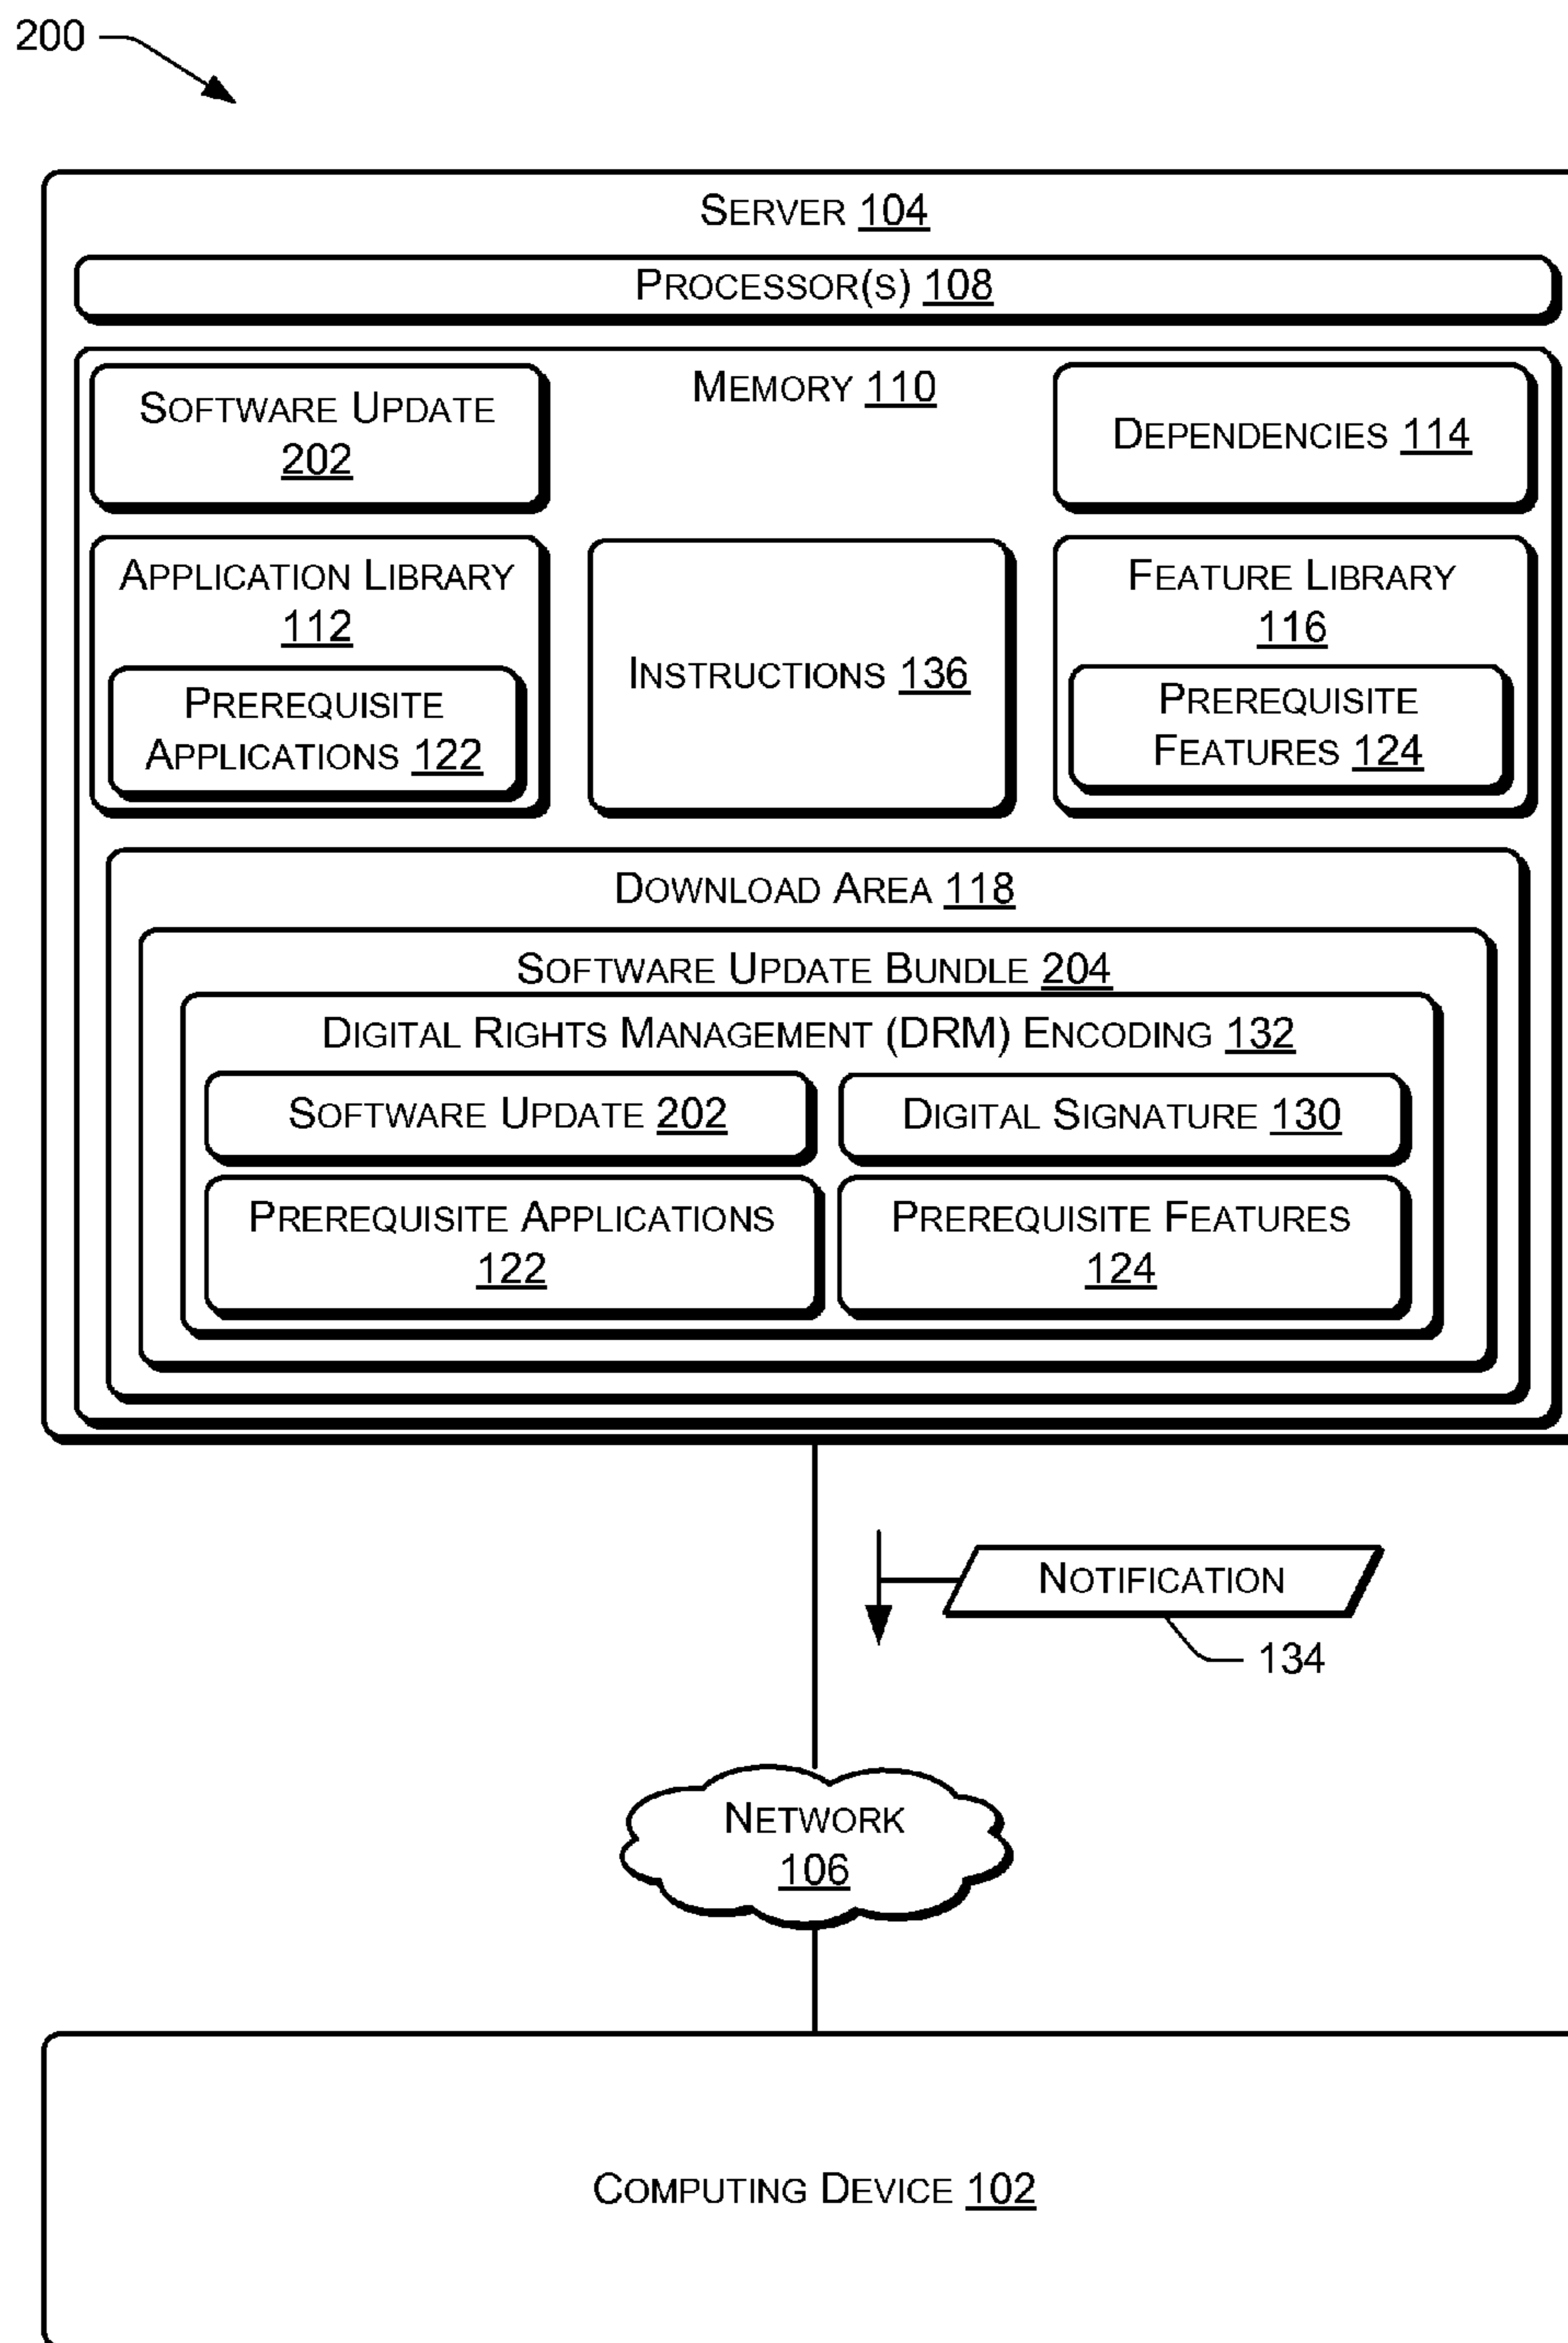 200
SERVER 104
PROCESSOR(S) 108
MEMORY 110
SOFTWARE UPDATE
202
DEPENDENCIES 114
APPLICATION LIBRARY
112
PREREQUISITE
APPLICATIONS 122
INSTRUCTIONS 136
FEATURE LIBRARY
116
PREREQUISITE
FEATURES 124
DOWNLOAD AREA 118
SOFTWARE UPDATE BUNDLE 204
DIGITAL RIGHTS MANAGEMENT (DRM) ENCODING 132
SOFTWARE UPDATE 202
DIGITAL SIGNATURE 130
PREREQUISITE APPLICATIONS
122
PREREQUISITE FEATURES
124
NOTIFICATION
134
NETWORK
106
COMPUTING DEVICE 102